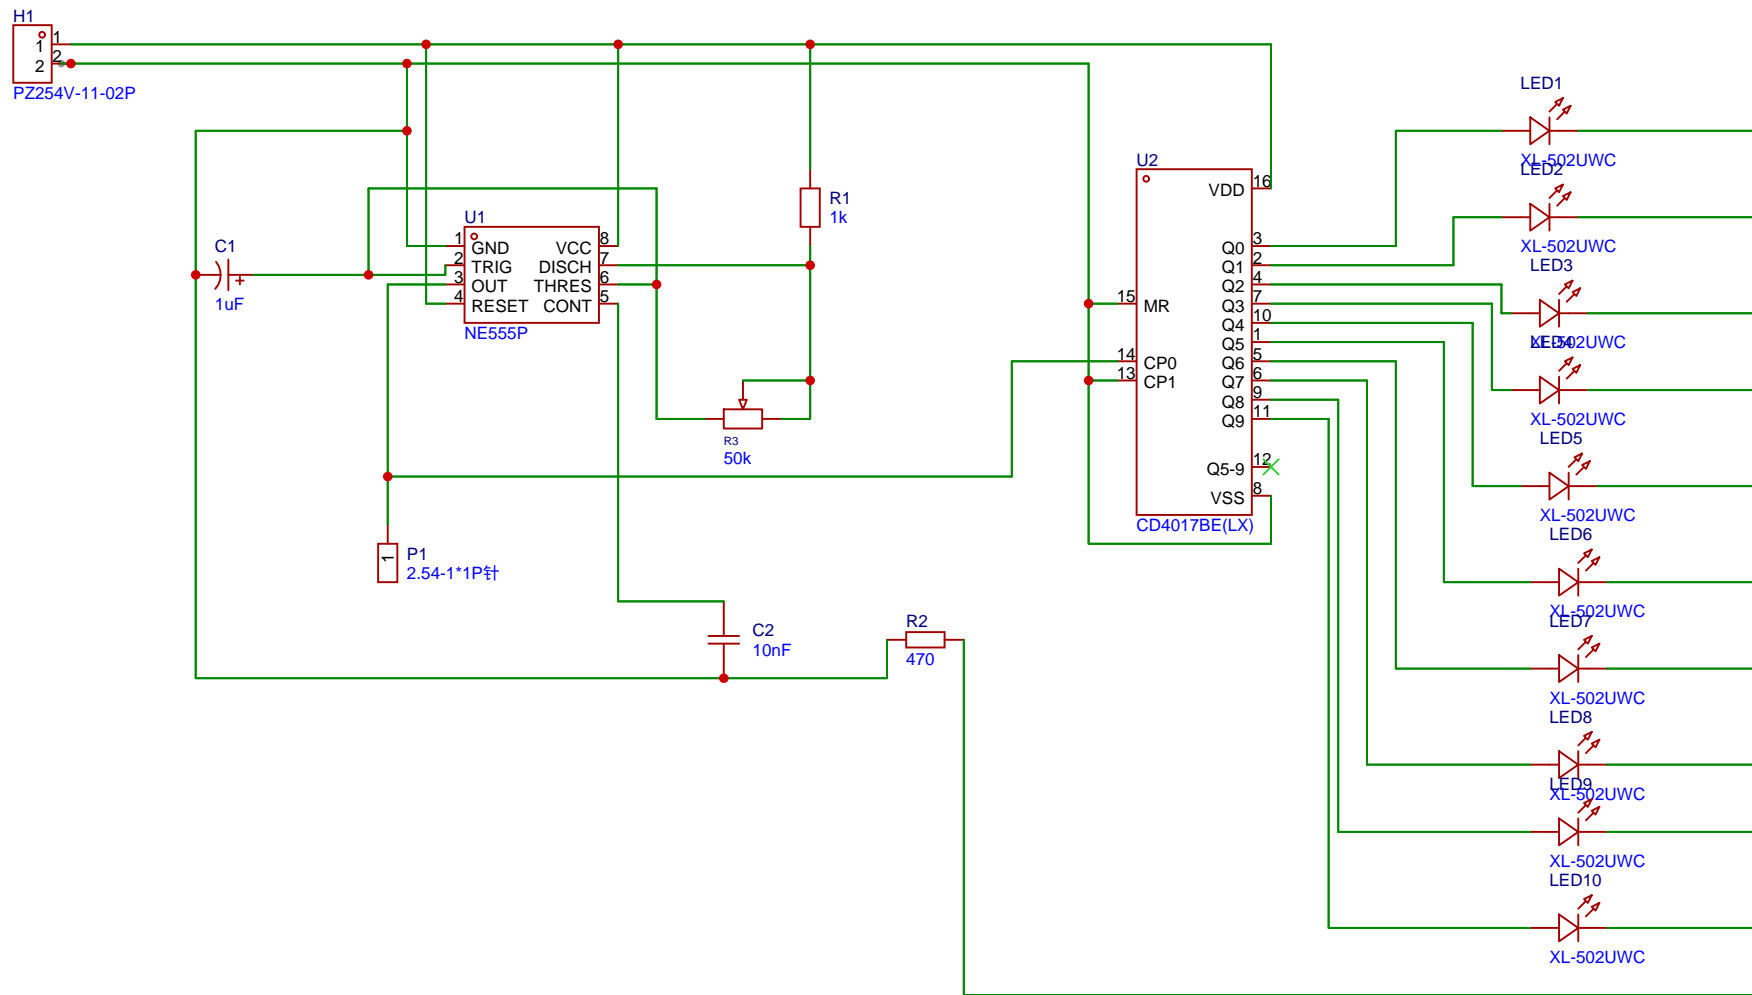 H1
1
1
2
2
PZ254V-11-02P
C1
1uF
U1
1
GND
2
TRIG
3
OUT
4
RESET
VCC
8
DISCH
7
THRES
6
CONT
5
NE555P
R1
1k
R3
50k
P1
1
2.54-1*1P针
C2
10nF
R2
470
U2
VDD
16
Q0
3
Q1
2
Q2
4
Q3
7
Q4
10
Q5
1
Q6
5
Q7
6
Q8
9
Q9
11
Q5-9
12
VSS
8
15
MR
14
CP0
13
CP1
CD4017BE(LX)
LED1
XL-502UWC
LED2
XL-502UWC
LED3
XL-502UWC
LED4
XL-502UWC
LED5
XL-502UWC
LED6
XL-502UWC
LED7
XL-502UWC
LED8
XL-502UWC
LED9
XL-502UWC
LED10
XL-502UWC